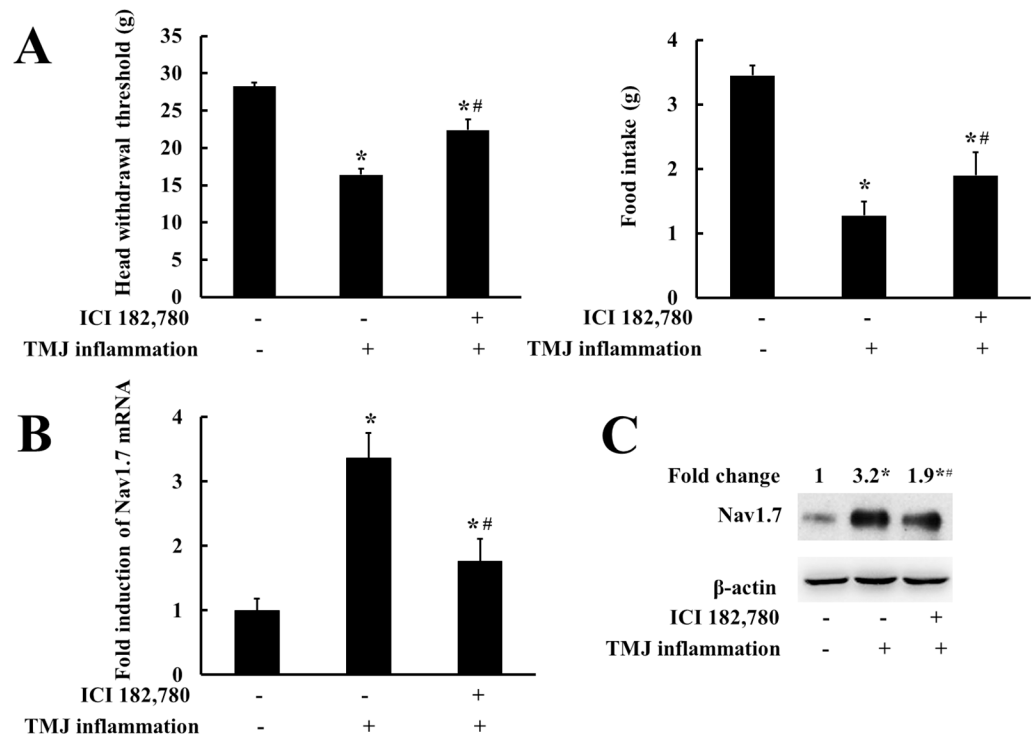 A
Head withdrawal threshold (g)
35
30
25
20
15
10
5
0
*
*#
ICI 182,780 - - +
TMJ inflammation - + +
Food intake (g)
4
3
2
1
0
*
*#
ICI 182,780 - - +
TMJ inflammation - + +
B
Fold induction of Nav1.7 mRNA
4
3
2
1
0
*
*#
ICI 182,780 - - +
TMJ inflammation - + +
C
Fold change 1 3.2* 1.9*#
Nav1.7
β-actin
ICI 182,780 - - +
TMJ inflammation - + +